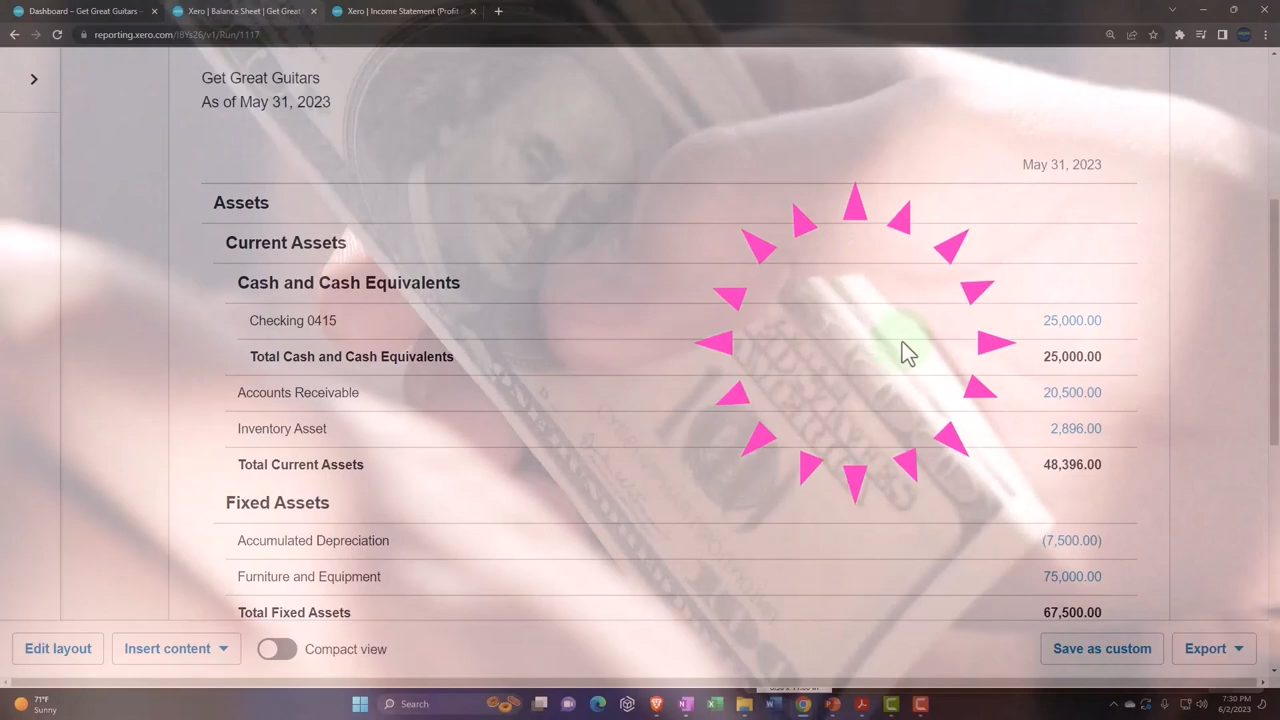 Dashboard – Get Great Guitars –
Xero | Balance Sheet | Get Great
Xero | Income Statement (Profit
reporting.xero.com/!BYs26/v1/Run/1117
Get Great Guitars
As of May 31, 2023
May 31, 2023
Assets
Current Assets
Cash and Cash Equivalents
Checking 0415 25,000.00
Total Cash and Cash Equivalents 25,000.00
Accounts Receivable 20,500.00
Inventory Asset 2,896.00
Total Current Assets 48,396.00
Fixed Assets
Accumulated Depreciation (7,500.00)
Furniture and Equipment 75,000.00
Total Fixed Assets 67,500.00
Edit layout Insert content Compact view Save as custom Export
71°F
Sunny
Search
7:30 PM
6/2/2023